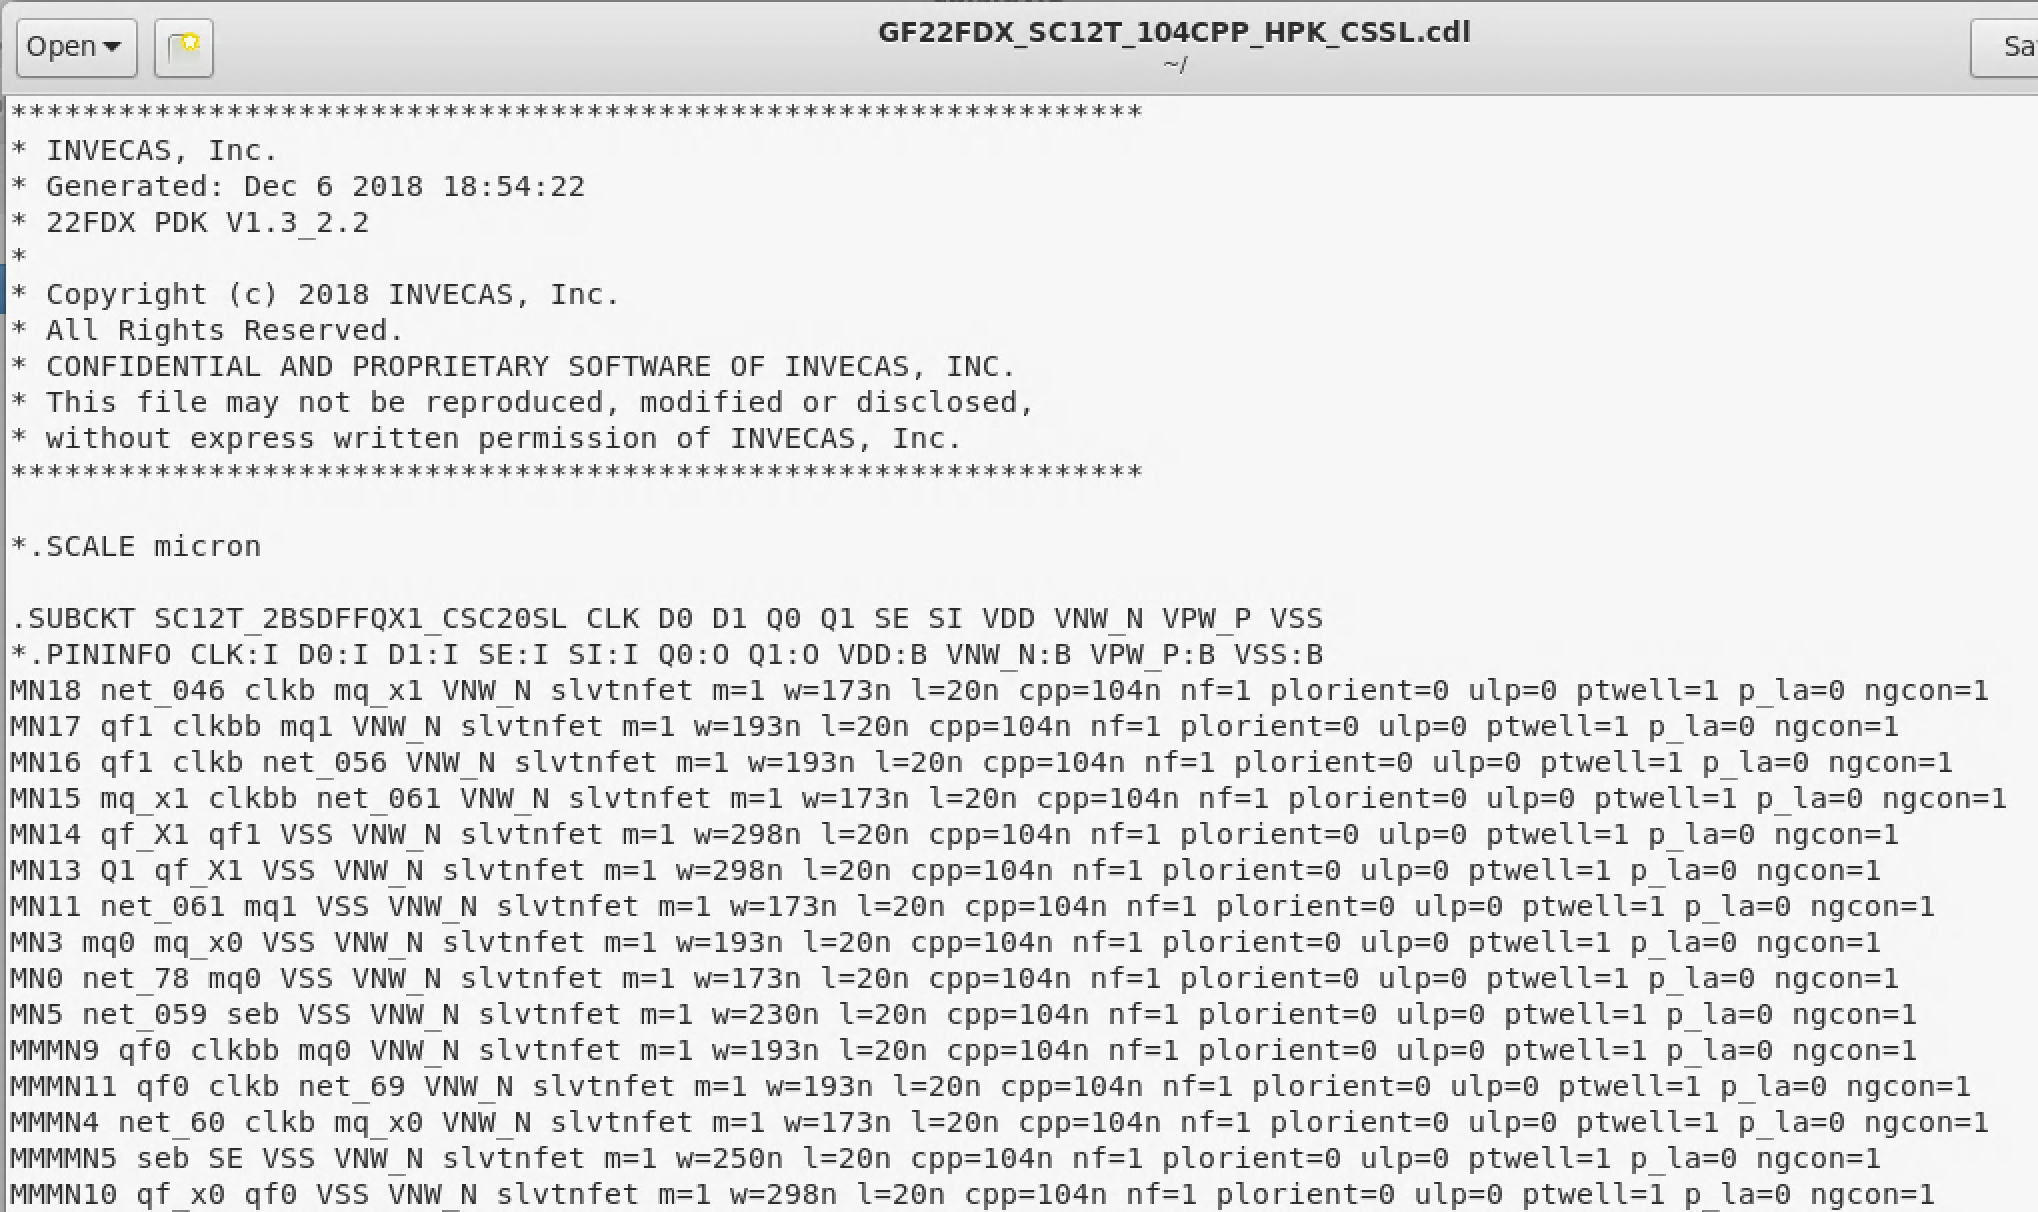 Open
GF22FDX_SC12T_104CPP_HPK_CSSL.cdl
~/
***************************************************************
* INVECAS, Inc.
* Generated: Dec 6 2018 18:54:22
* 22FDX PDK V1.3_2.2
*
* Copyright (c) 2018 INVECAS, Inc.
* All Rights Reserved.
* CONFIDENTIAL AND PROPRIETARY SOFTWARE OF INVECAS, INC.
* This file may not be reproduced, modified or disclosed,
* without express written permission of INVECAS, Inc.
***************************************************************
*.SCALE micron
.SUBCKT SC12T_2BSDFFQX1_CSC20SL CLK D0 D1 Q0 Q1 SE SI VDD VNW_N VPW_P VSS
*.PININFO CLK:I D0:I D1:I SE:I SI:I Q0:O Q1:O VDD:B VNW_N:B VPW_P:B VSS:B
MN18 net_046 clkb mq_x1 VNW_N slvtnfet m=1 w=173n l=20n cpp=104n nf=1 plorient=0 ulp=0 ptwell=1 p_la=0 ngcon=1
MN17 qf1 clkbb mq1 VNW_N slvtnfet m=1 w=193n l=20n cpp=104n nf=1 plorient=0 ulp=0 ptwell=1 p_la=0 ngcon=1
MN16 qf1 clkb net_056 VNW_N slvtnfet m=1 w=193n l=20n cpp=104n nf=1 plorient=0 ulp=0 ptwell=1 p_la=0 ngcon=1
MN15 mq_x1 clkbb net_061 VNW_N slvtnfet m=1 w=173n l=20n cpp=104n nf=1 plorient=0 ulp=0 ptwell=1 p_la=0 ngcon=1
MN14 qf_X1 qf1 VSS VNW_N slvtnfet m=1 w=298n l=20n cpp=104n nf=1 plorient=0 ulp=0 ptwell=1 p_la=0 ngcon=1
MN13 Q1 qf_X1 VSS VNW_N slvtnfet m=1 w=298n l=20n cpp=104n nf=1 plorient=0 ulp=0 ptwell=1 p_la=0 ngcon=1
MN11 net_061 mq1 VSS VNW_N slvtnfet m=1 w=173n l=20n cpp=104n nf=1 plorient=0 ulp=0 ptwell=1 p_la=0 ngcon=1
MN3 mq0 mq_x0 VSS VNW_N slvtnfet m=1 w=193n l=20n cpp=104n nf=1 plorient=0 ulp=0 ptwell=1 p_la=0 ngcon=1
MN0 net_78 mq0 VSS VNW_N slvtnfet m=1 w=173n l=20n cpp=104n nf=1 plorient=0 ulp=0 ptwell=1 p_la=0 ngcon=1
MN5 net_059 seb VSS VNW_N slvtnfet m=1 w=230n l=20n cpp=104n nf=1 plorient=0 ulp=0 ptwell=1 p_la=0 ngcon=1
MMMN9 qf0 clkbb mq0 VNW_N slvtnfet m=1 w=193n l=20n cpp=104n nf=1 plorient=0 ulp=0 ptwell=1 p_la=0 ngcon=1
MMMN11 qf0 clkb net_69 VNW_N slvtnfet m=1 w=193n l=20n cpp=104n nf=1 plorient=0 ulp=0 ptwell=1 p_la=0 ngcon=1
MMMN4 net_60 clkb mq_x0 VNW_N slvtnfet m=1 w=173n l=20n cpp=104n nf=1 plorient=0 ulp=0 ptwell=1 p_la=0 ngcon=1
MMMMN5 seb SE VSS VNW_N slvtnfet m=1 w=250n l=20n cpp=104n nf=1 plorient=0 ulp=0 ptwell=1 p_la=0 ngcon=1
MMMN10 qf_x0 qf0 VSS VNW_N slvtnfet m=1 w=298n l=20n cpp=104n nf=1 plorient=0 ulp=0 ptwell=1 p_la=0 ngcon=1